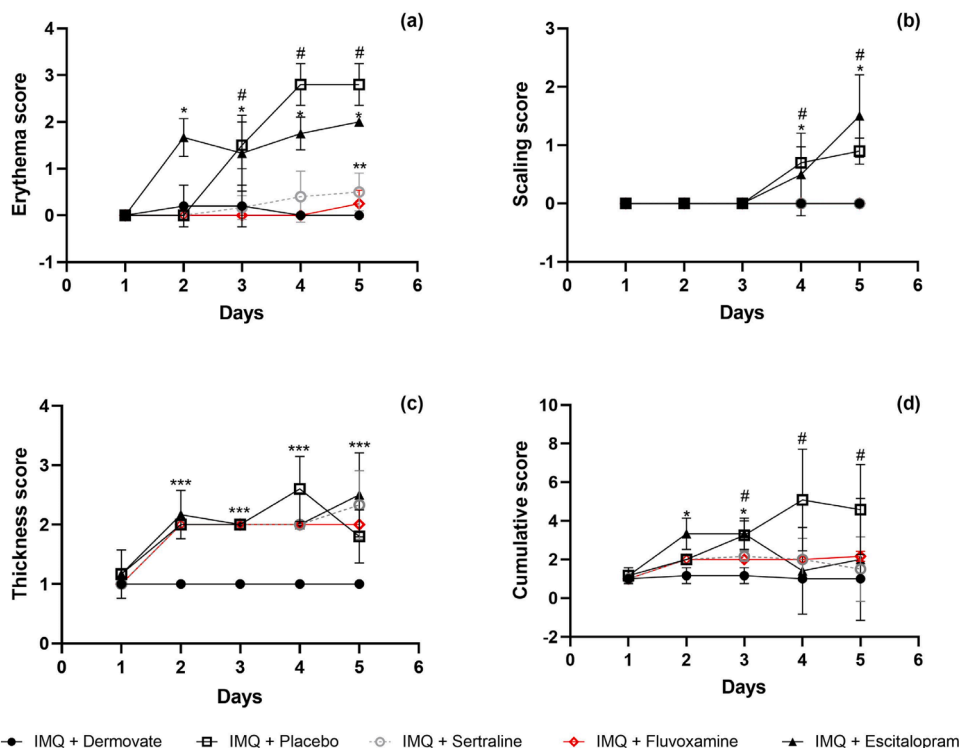 (a)
Erythema score
4
3
2
1
0
-1
# #
#
* * * *
**
0 1 2 3 4 5 6
Days
(b)
Scaling score
3
2
1
0
-1
#
*
#
*
0 1 2 3 4 5 6
Days
(c)
Thickness score
4
3
2
1
0
*** *** *** ***
0 1 2 3 4 5 6
Days
(d)
Cumulative score
10
8
6
4
2
0
-2
# # #
* *
0 1 2 3 4 5 6
Days
IMQ + Dermovate IMQ + Placebo IMQ + Sertraline IMQ + Fluvoxamine IMQ + Escitalopram